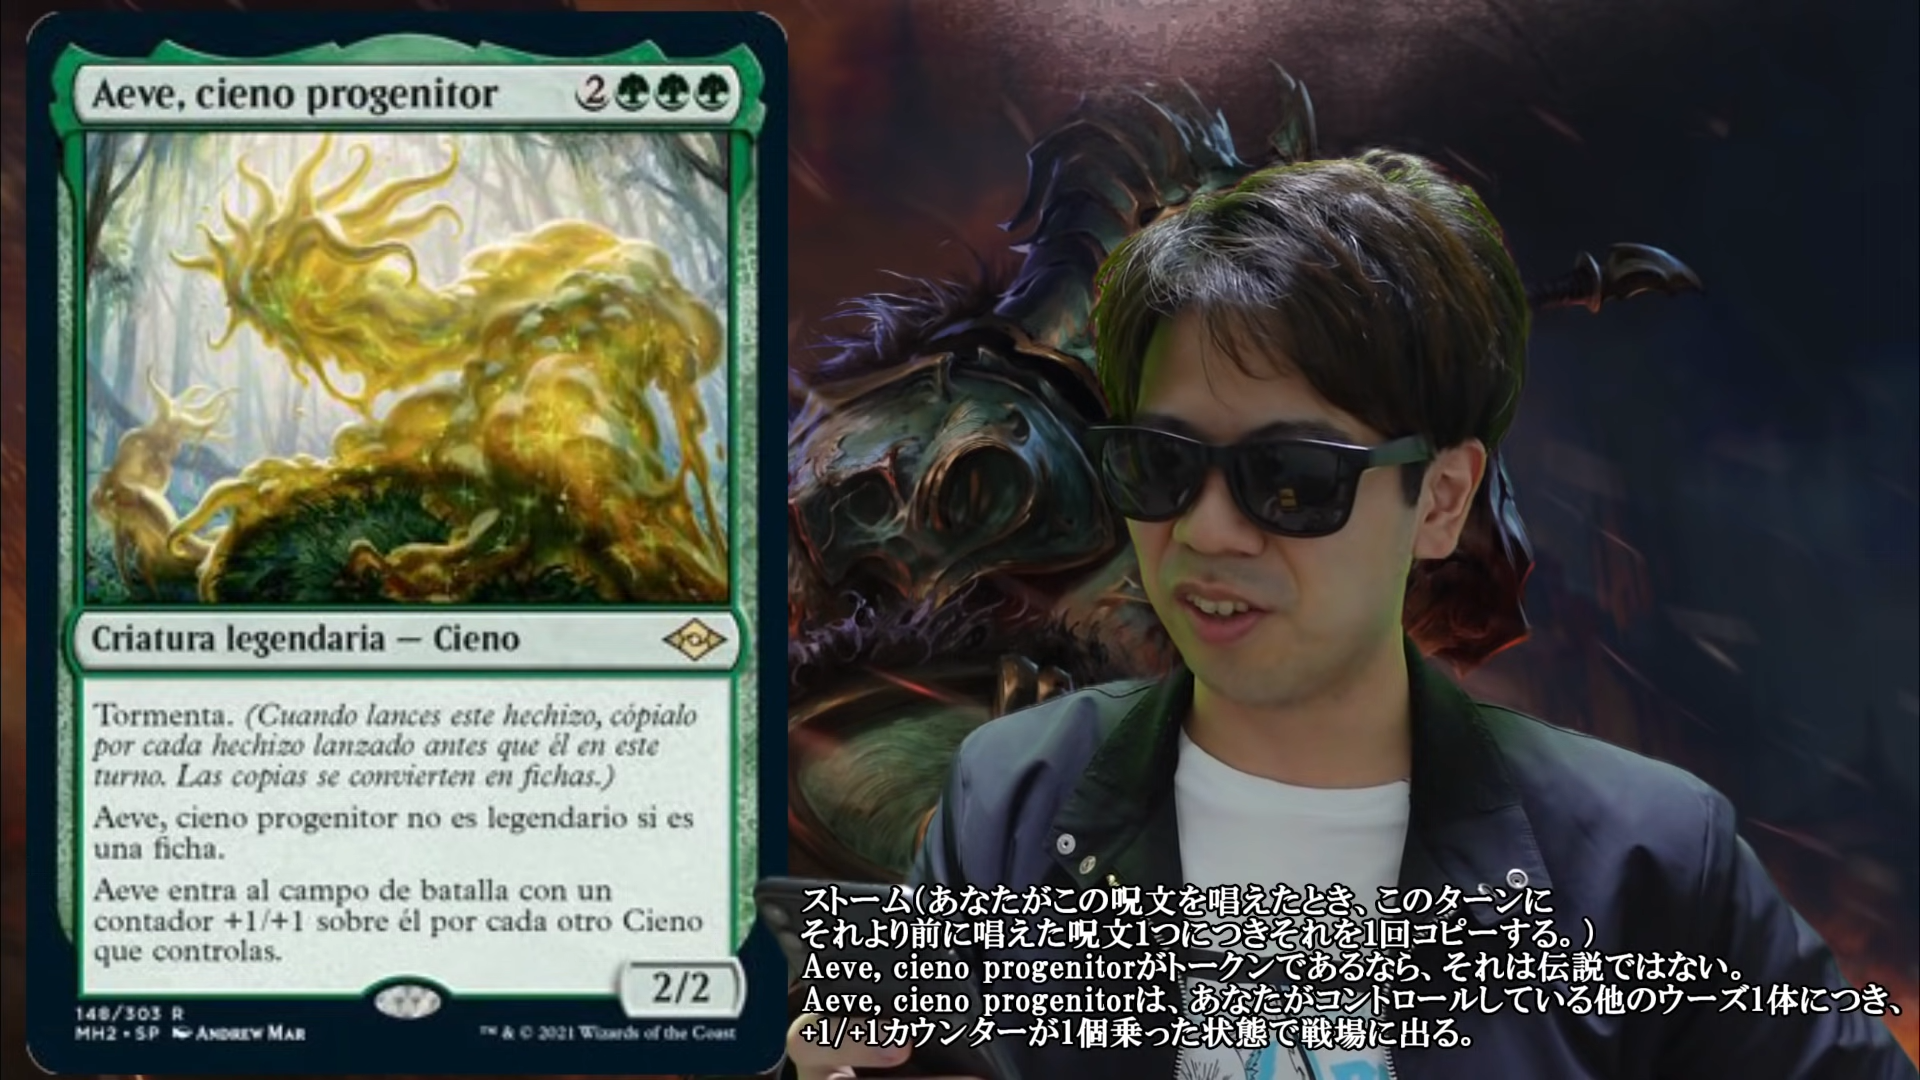 Aeve, cieno progenitor 2
Criatura legendaria — Cieno
Tormenta. (Cuando lances este hechizo, cópialo
por cada hechizo lanzado antes que él en este
turno. Las copias se convierten en fichas.)
Aeve, cieno progenitor no es legendario si es
una ficha.
Aeve entra al campo de batalla con un
contador +1/+1 sobre él por cada otro Cieno
que controlas.
2/2
148/303 R
MH2 • SP ANDREW MAR
™ & © 2021 Wizards of the Coast
ストーム(あなたがこの呪文を唱えたとき、このターンに
それより前に唱えた呪文1つにつきそれを1回コピーする。)
Aeve, cieno progenitorがトークンであるなら、それは伝説ではない。
Aeve, cieno progenitorは、あなたがコントロールしている他のウーズ1体につき、
+1/+1カウンターが1個乗った状態で戦場に出る。